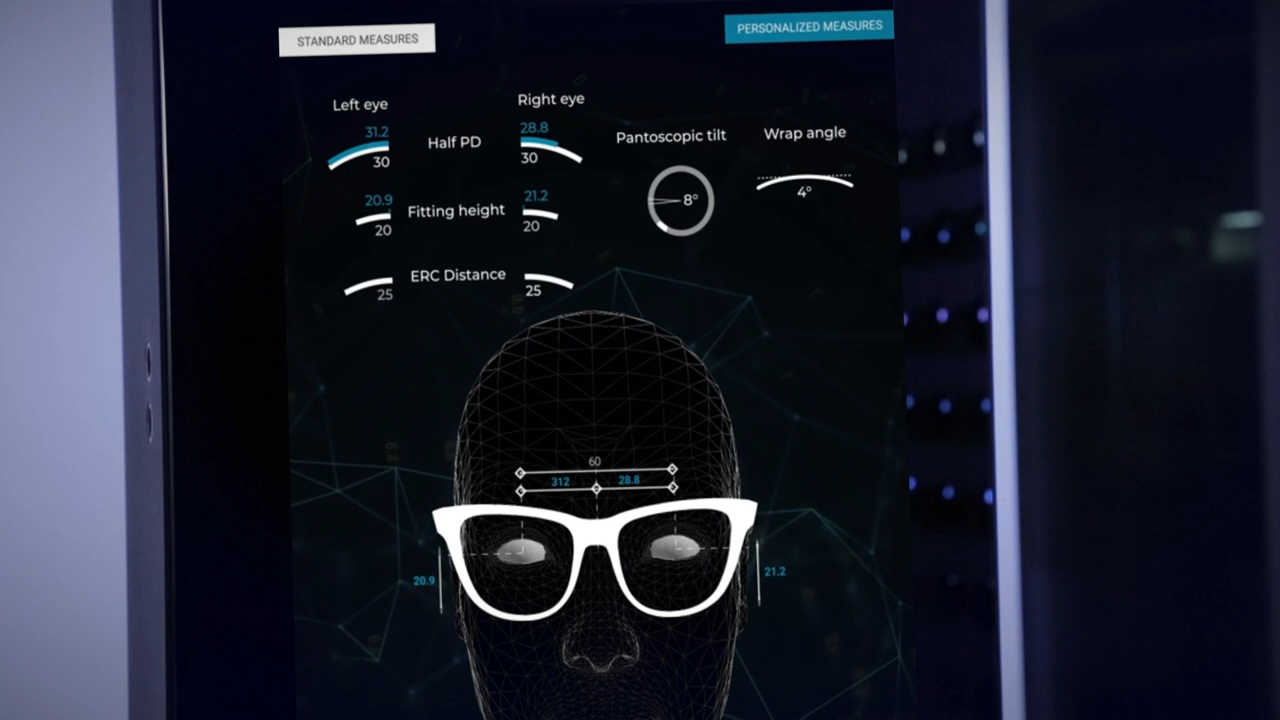 STANDARD MEASURES
PERSONALIZED MEASURES
Left eye
Right eye
31.2
Half PD
28.8
30
30
Pantoscopic tilt
Wrap angle
8°
4°
20.9
Fitting height
21.2
20
20
ERC Distance
25
25
60
312
28.8
20.9
21.2